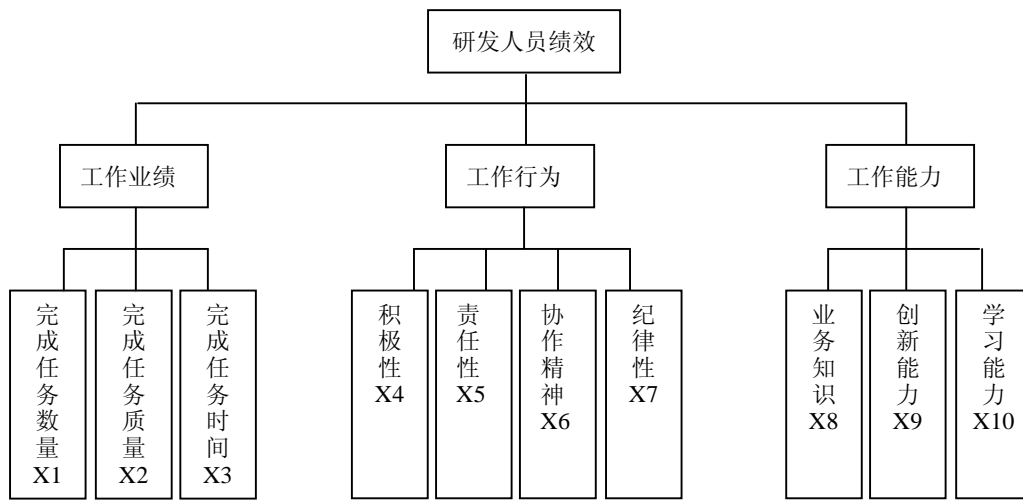 研发人员绩效
工作业绩
工作行为
工作能力
完成任务数量X1
完成任务质量X2
完成任务时间X3
积极性X4
责任性X5
协作精神X6
纪律性X7
业务知识X8
创新能力X9
学习能力X10